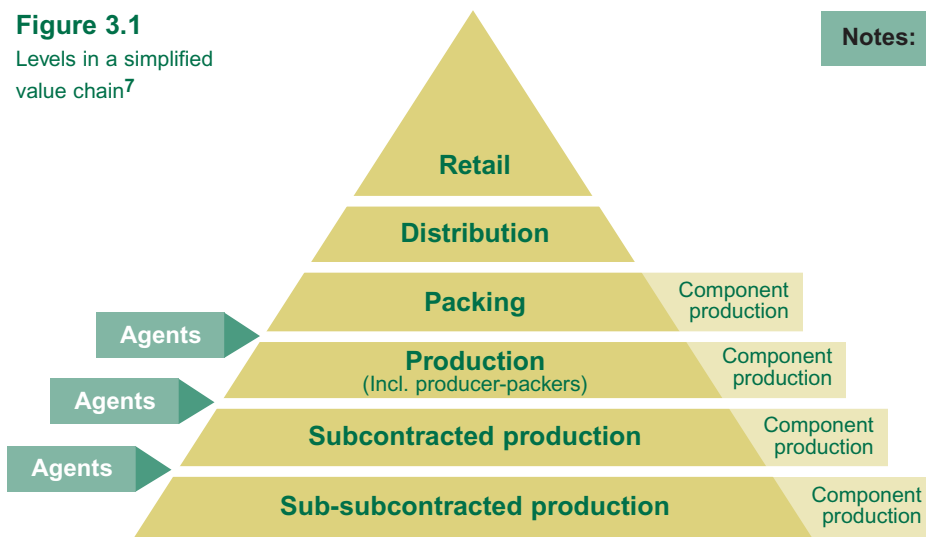 Figure 3.1
Levels in a simplified
value chain7
Notes:
Retail
Distribution
Packing
Component
production
Agents
Production
(Incl. producer-packers)
Component
production
Agents
Subcontracted production
Component
production
Agents
Sub-subcontracted production
Component
production